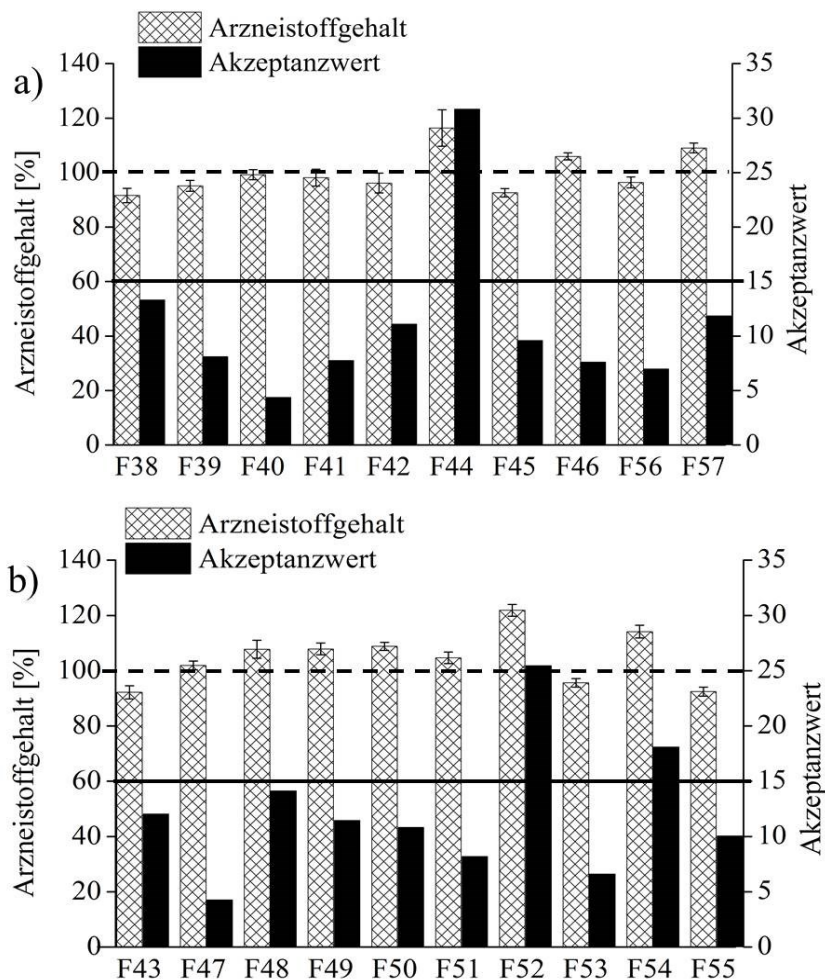 a)
Arzneistoffgehalt
Akzeptanzwert
Arzneistoffgehalt [%]
140
120
100
80
60
40
20
0
35
30
25
20
15
10
5
0
Akzeptanzwert
F38 F39 F40 F41 F42 F44 F45 F46 F56 F57
b)
Arzneistoffgehalt
Akzeptanzwert
Arzneistoffgehalt [%]
140
120
100
80
60
40
20
0
35
30
25
20
15
10
5
0
Akzeptanzwert
F43 F47 F48 F49 F50 F51 F52 F53 F54 F55